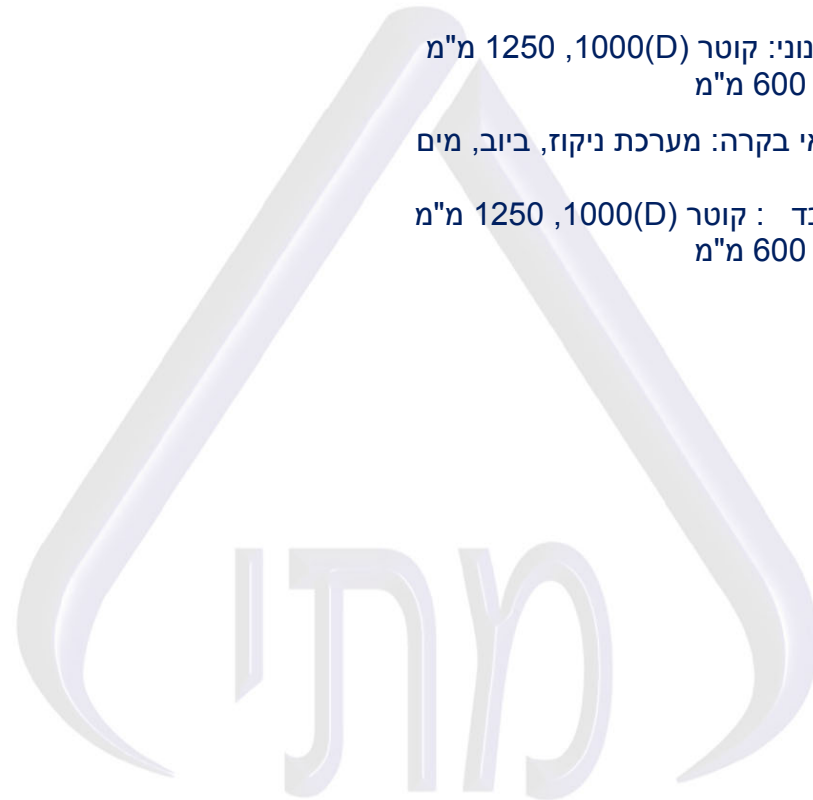 קוטר (D)1000, 1250 מ"מ
600 מ"מ
בקרה: מערכת ניקוז, ביוב, מים
: קוטר (D)1000, 1250 מ"מ
600 מ"מ
מתי